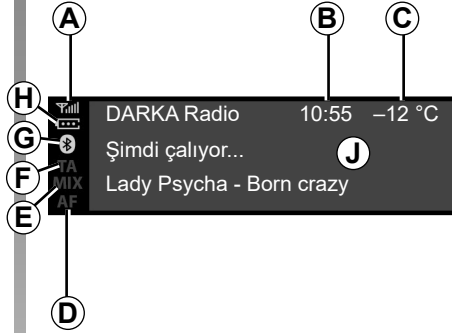 A B C
H DARKA Radio 10:55 –12 °C
G Şimdi çalıyor... J
F TA
E MIX Lady Psycha - Born crazy
AF
D